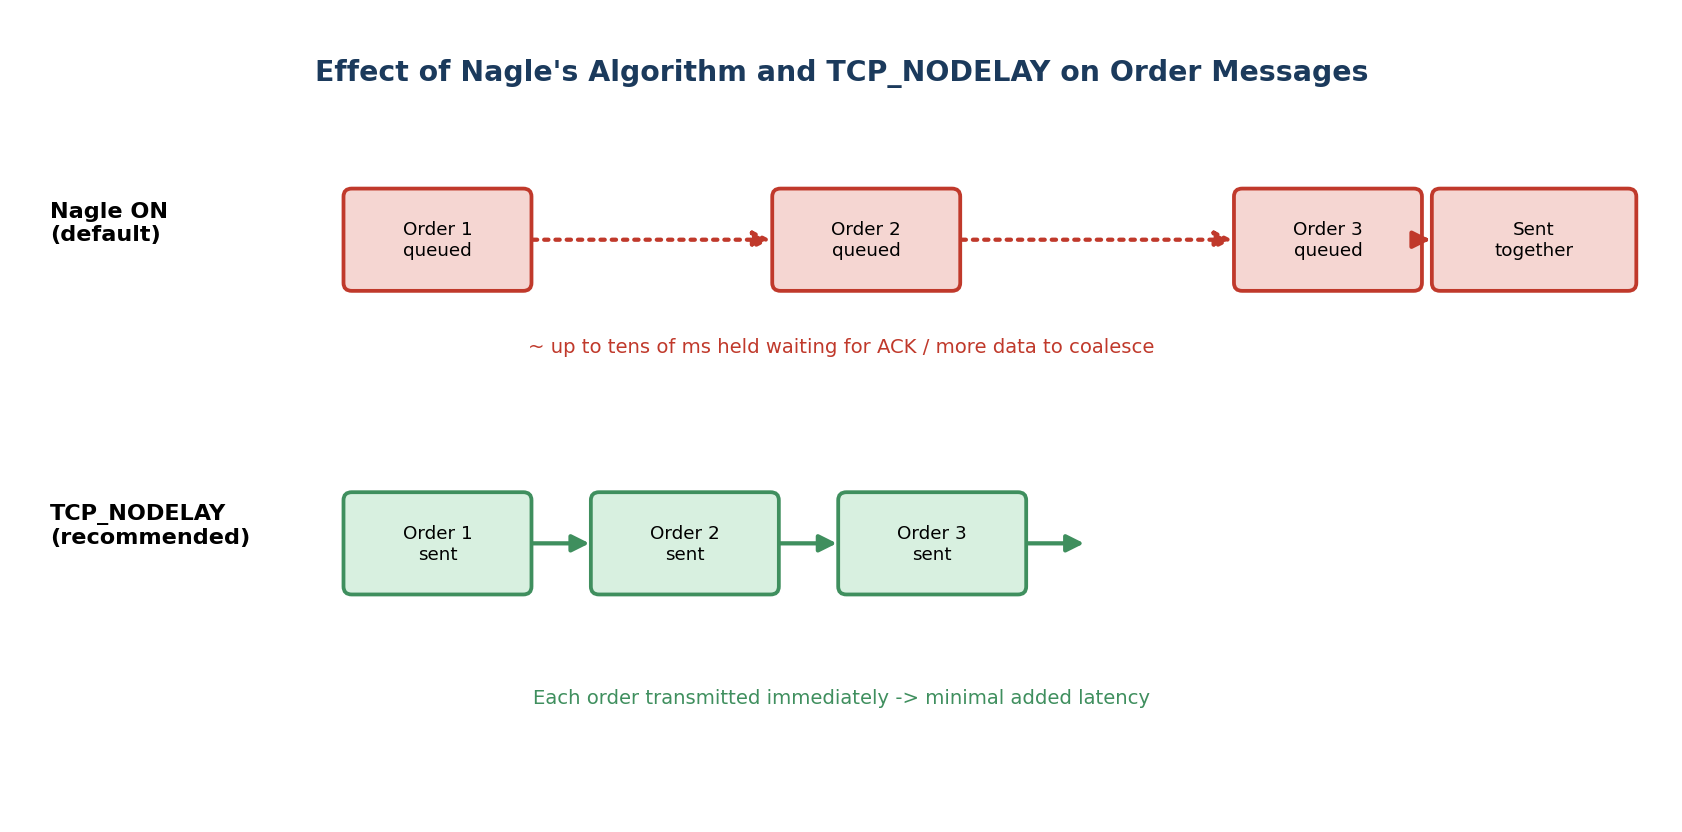 Effect of Nagle's Algorithm and TCP_NODELAY on Order Messages
Nagle ON
(default)
Order 1
queued
Order 2
queued
Order 3
queued
Sent
together
~ up to tens of ms held waiting for ACK / more data to coalesce
TCP_NODELAY
(recommended)
Order 1
sent
Order 2
sent
Order 3
sent
Each order transmitted immediately -> minimal added latency